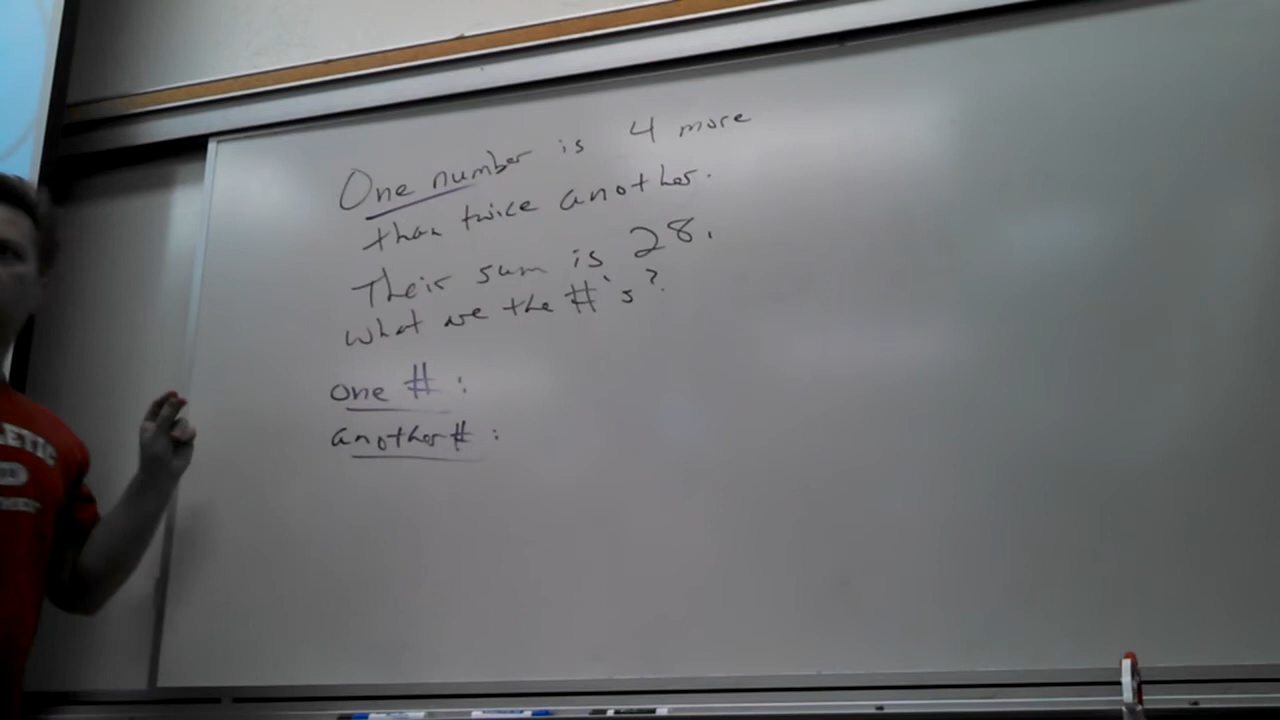 One number is 4 more
than twice another.
Their sum is 28.
What are the #'s?
one # :
another # :